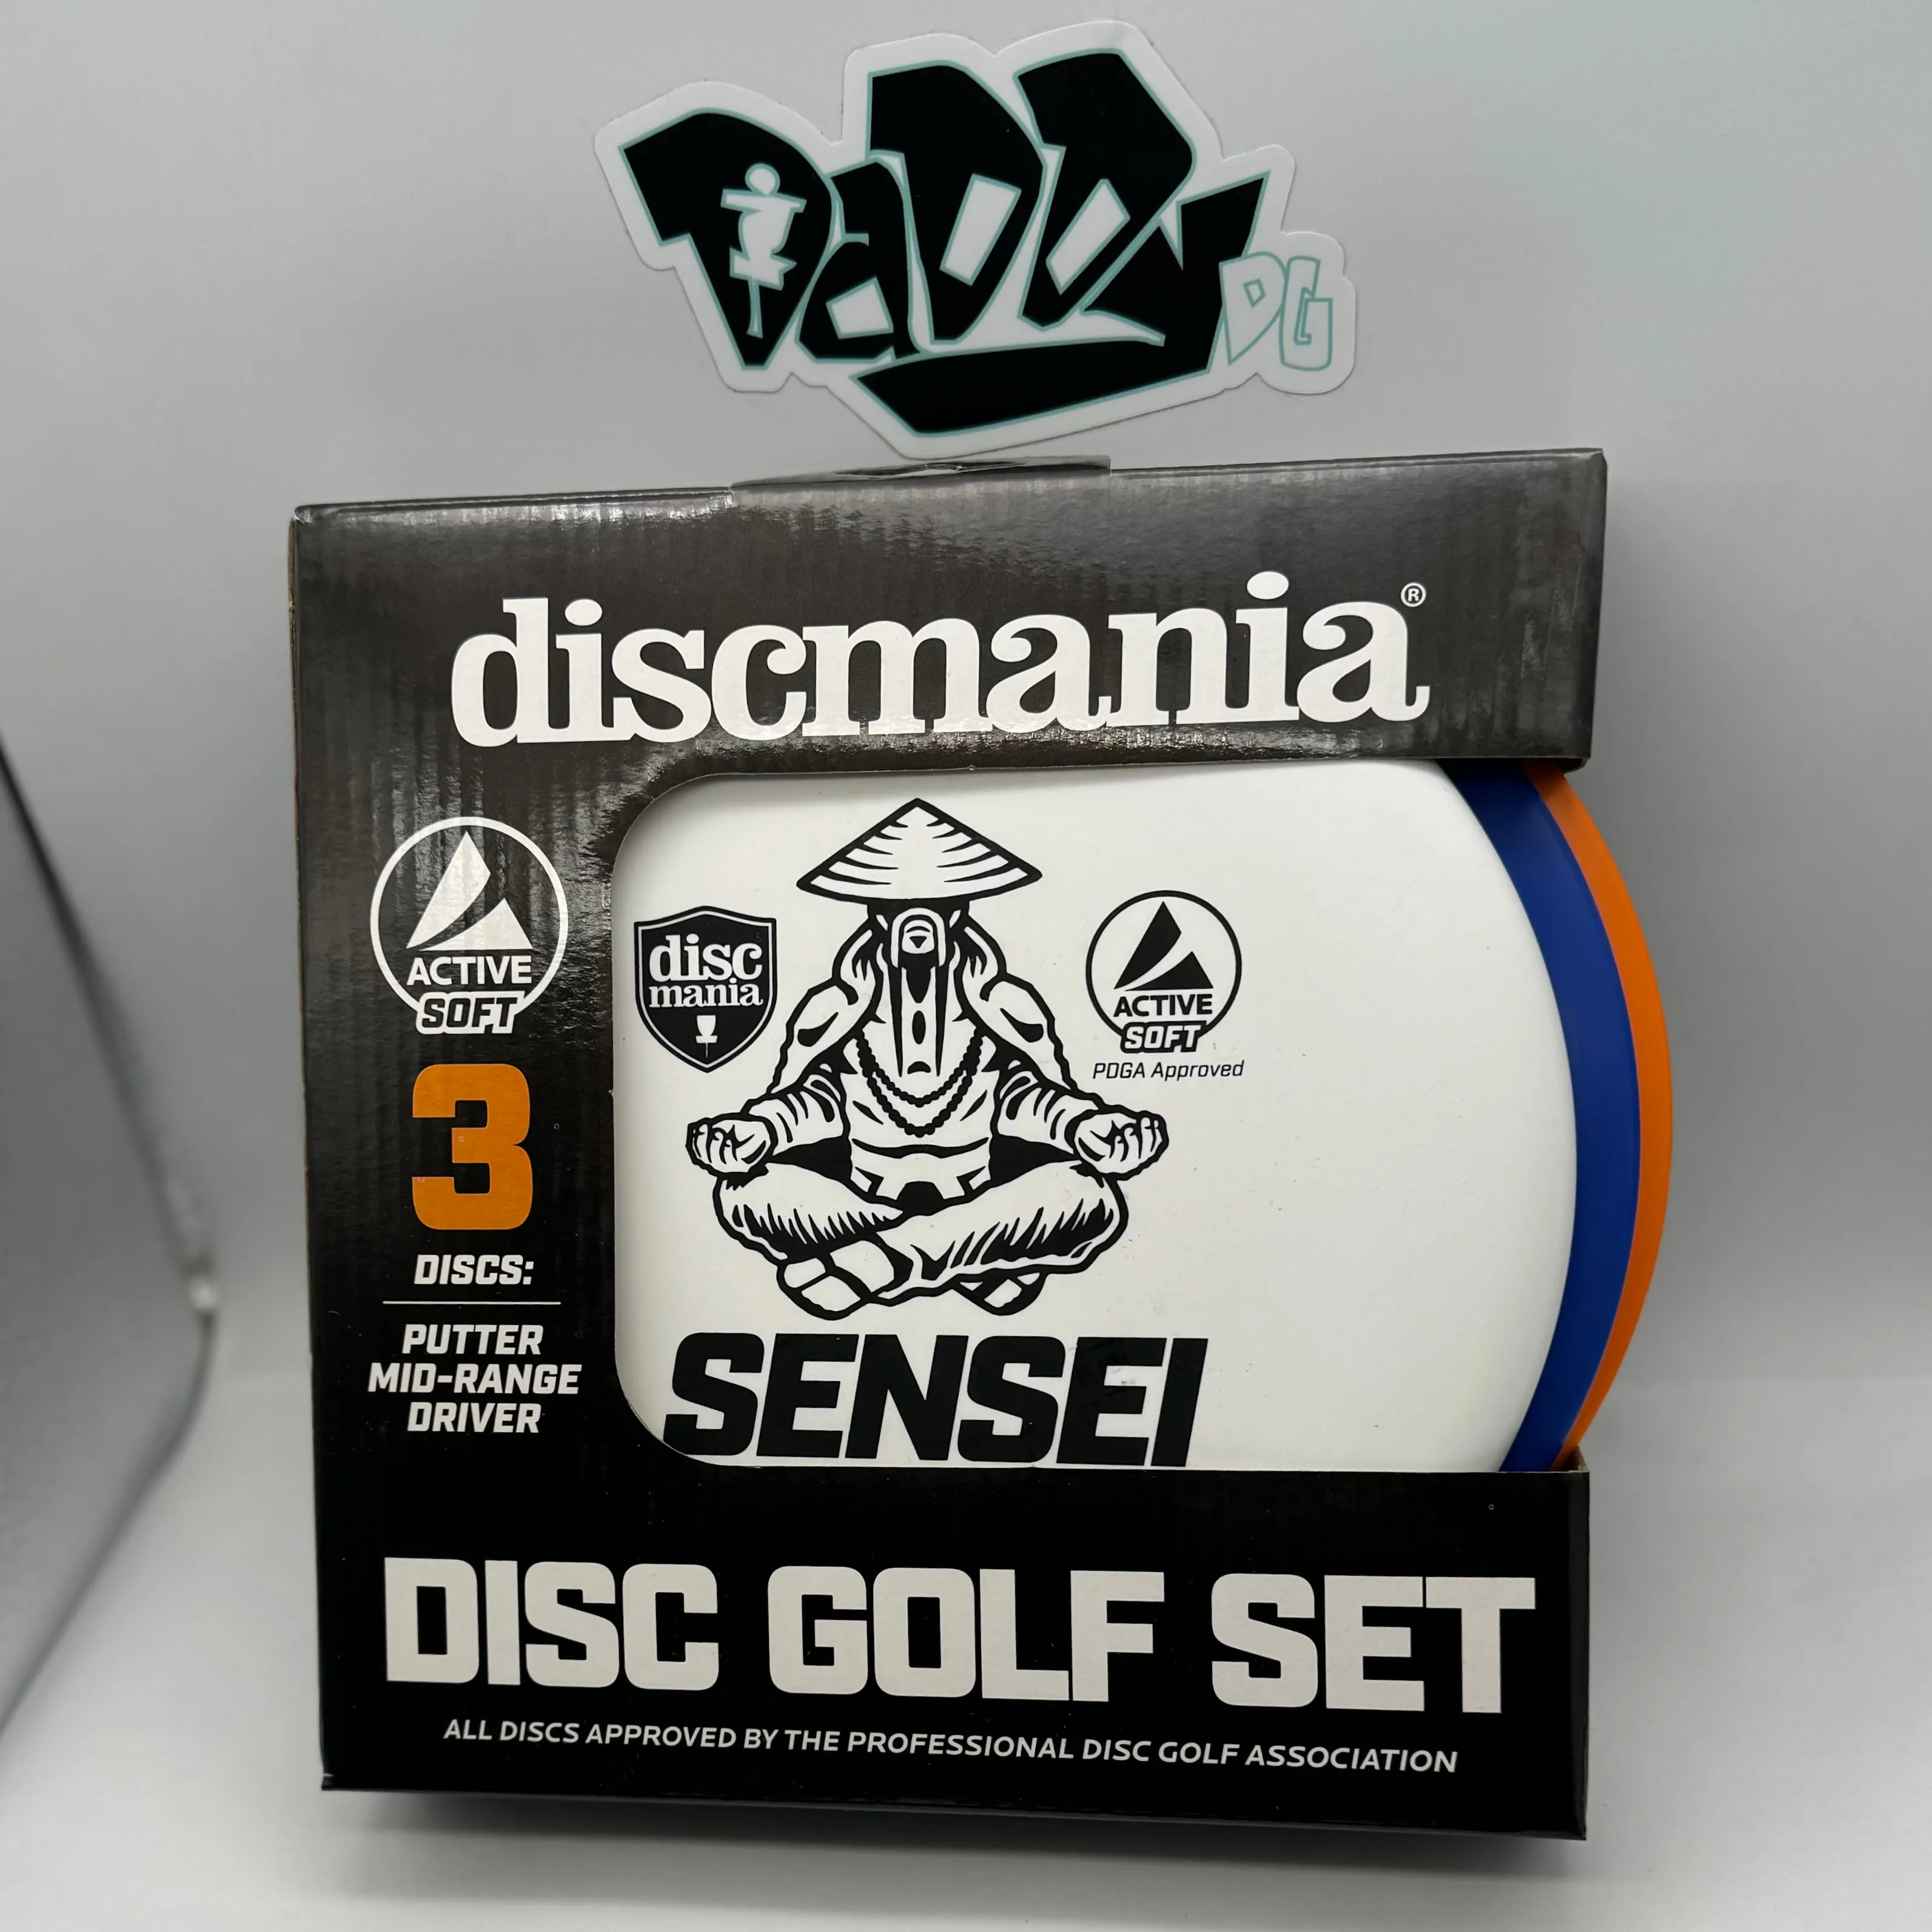 Daddy
DG
discmania®
ACTIVE
SOFT
3
DISCS:
PUTTER
MID-RANGE
DRIVER
disc
mania
ACTIVE
SOFT
PDGA Approved
SENSEI
DISC GOLF SET
ALL DISCS APPROVED BY THE PROFESSIONAL DISC GOLF ASSOCIATION